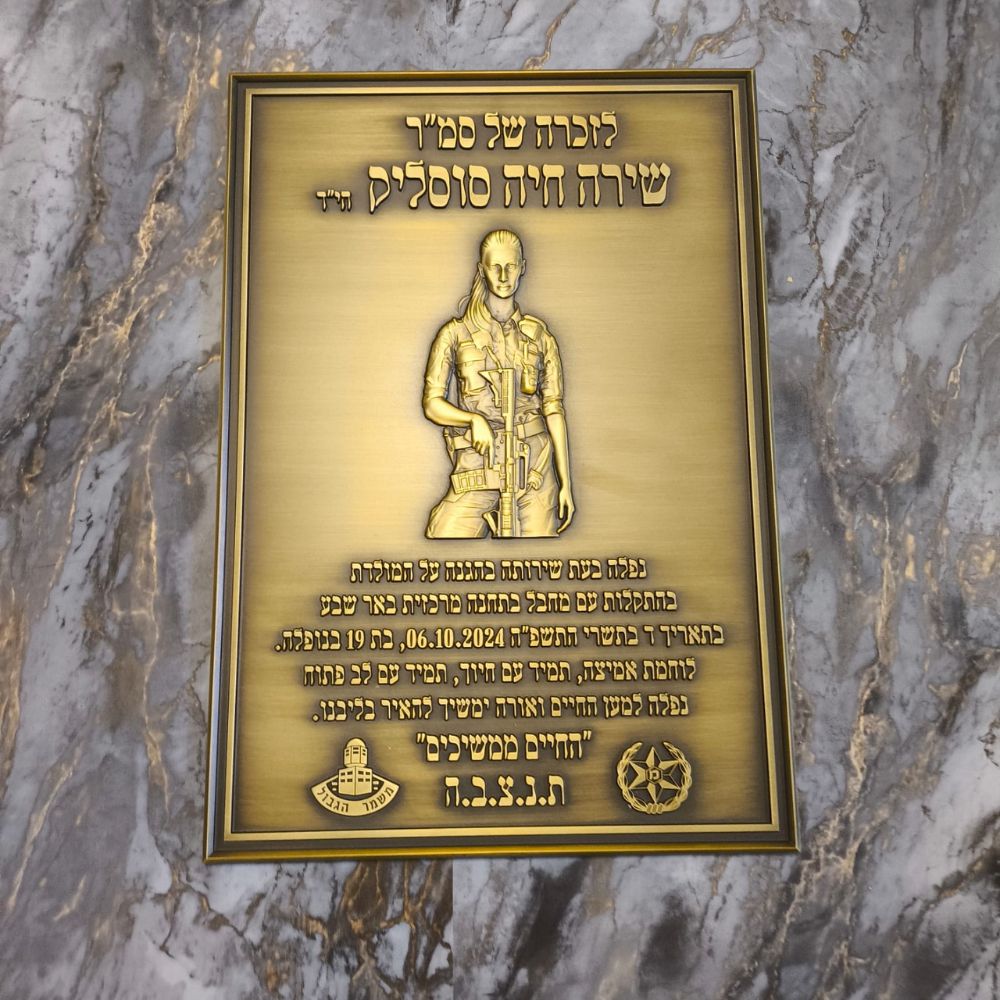 לזכרה של סמ"ר
שירה חיה סוסליק הי"ד
נפלה בעת שירותה בהגנה על המולדת
בהתקלות עם מחבל בתחנה מרכזית באר שבע
בתאריך ד בתשרי התשפ"ה 06.10.2024, בת 19 בנופלה.
לוחמת אמיצה, תמיד עם חיוך, תמיד עם לב פתוח
נפלה למען החיים ואורה ימשיך להאיר בליבנו.
"החיים ממשיכים"
ת.נ.צ.ב.ה
משמר הגבול